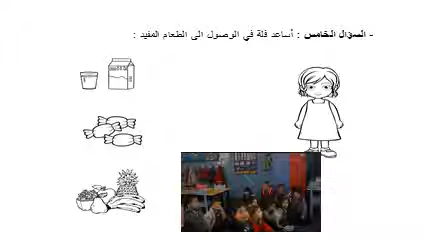 - السؤال الخامس : أساعد فلة في الوصول الى الطعام المفيد :